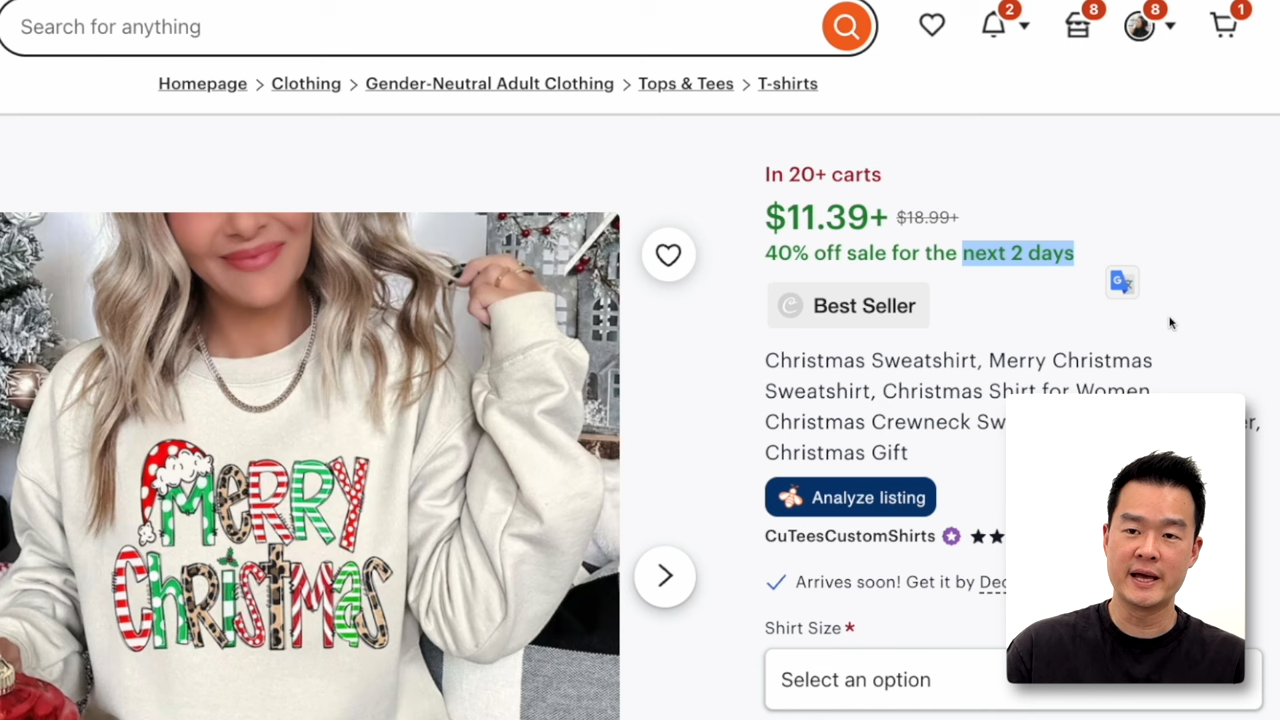 Search for anything
2
8
8
1
Homepage > Clothing > Gender-Neutral Adult Clothing > Tops & Tees > T-shirts
In 20+ carts
$11.39+ $18.99+
40% off sale for the next 2 days
Best Seller
Christmas Sweatshirt, Merry Christmas
Sweatshirt, Christmas Shirt for Women,
Christmas Crewneck
Christmas Gift
Analyze listing
CuTeesCustomShirts
Arrives soon! Get it by
Shirt Size*
Select an option
MeRRY
ChRiStMaS